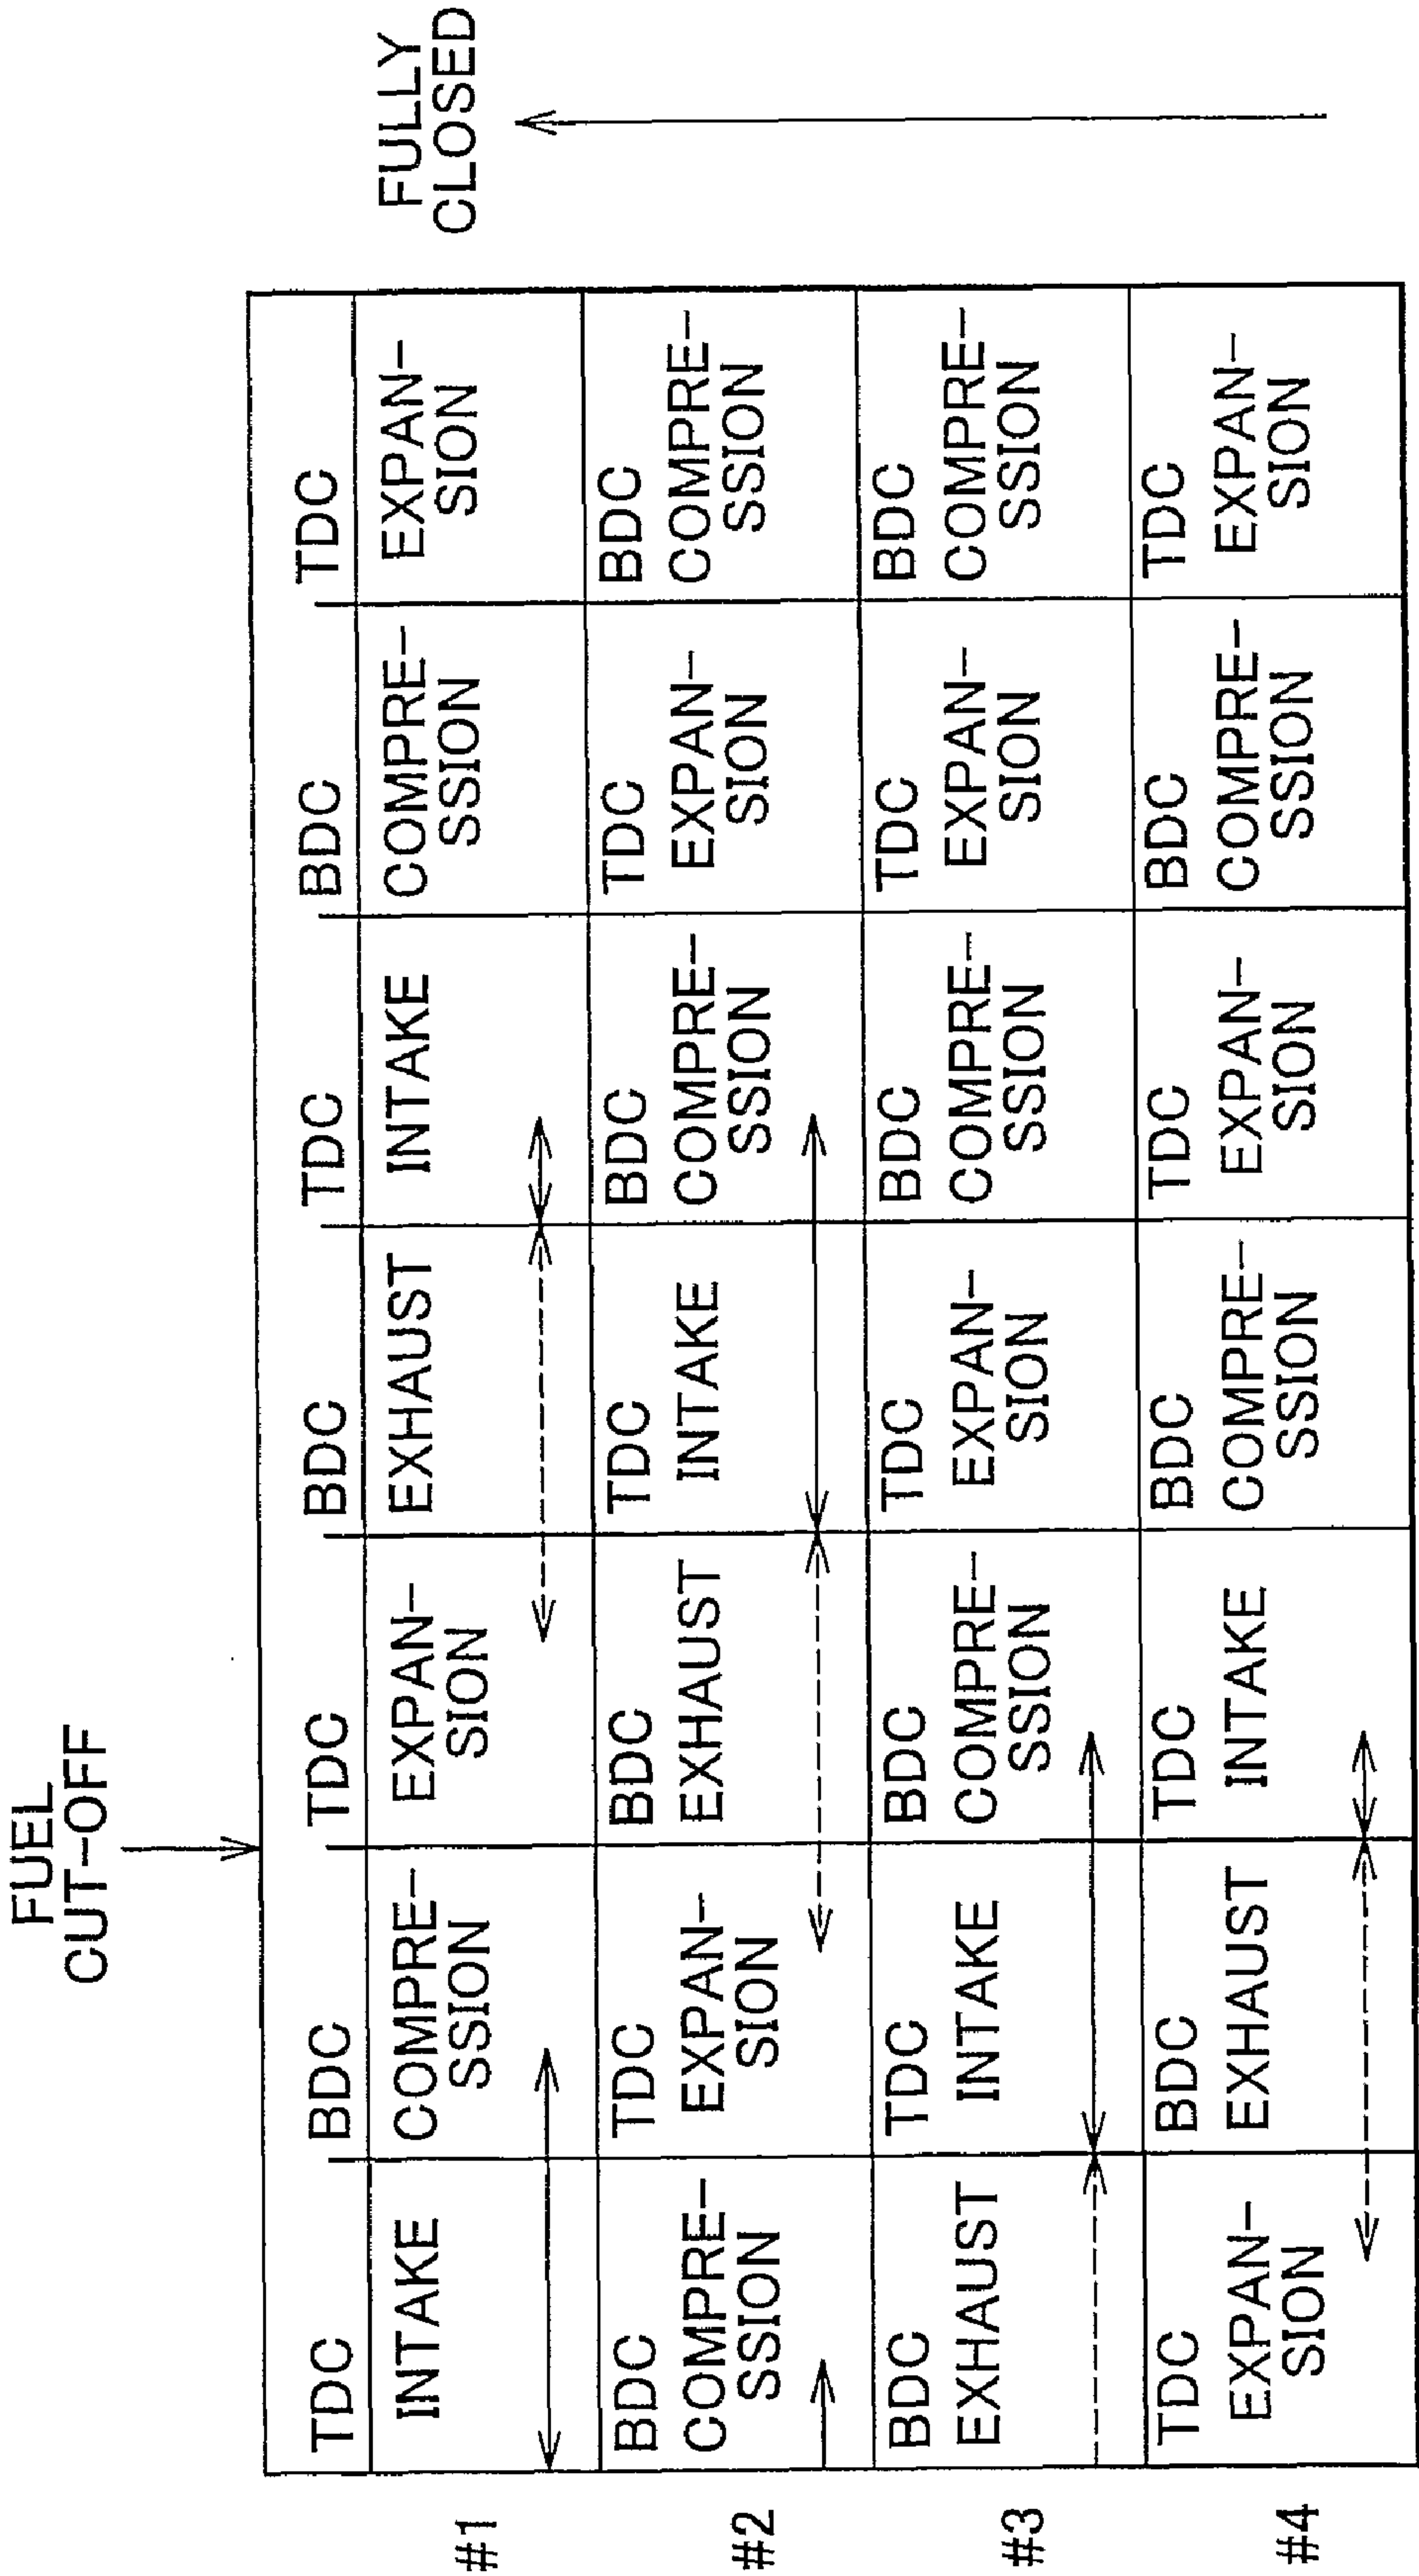 FUEL
CUT-OFF
TDC BDC TDC BDC TDC BDC TDC
#1 INTAKE COMPRE- EXPAN- EXHAUST INTAKE COMPRE- EXPAN-
SSION SION SSION SION
FULLY
CLOSED
BDC TDC BDC TDC BDC TDC BDC
#2 COMPRE- EXPAN- EXHAUST INTAKE COMPRE- EXPAN- COMPRE-
SSION SION SSION SION SSION
BDC TDC BDC TDC BDC TDC BDC
#3 EXHAUST INTAKE COMPRE- EXPAN- COMPRE- EXPAN- COMPRE-
SSION SION SSION SION SSION
TDC BDC TDC BDC TDC BDC TDC
#4 EXPAN- EXHAUST INTAKE COMPRE- EXPAN- COMPRE- EXPAN-
SION SSION SION SSION SION